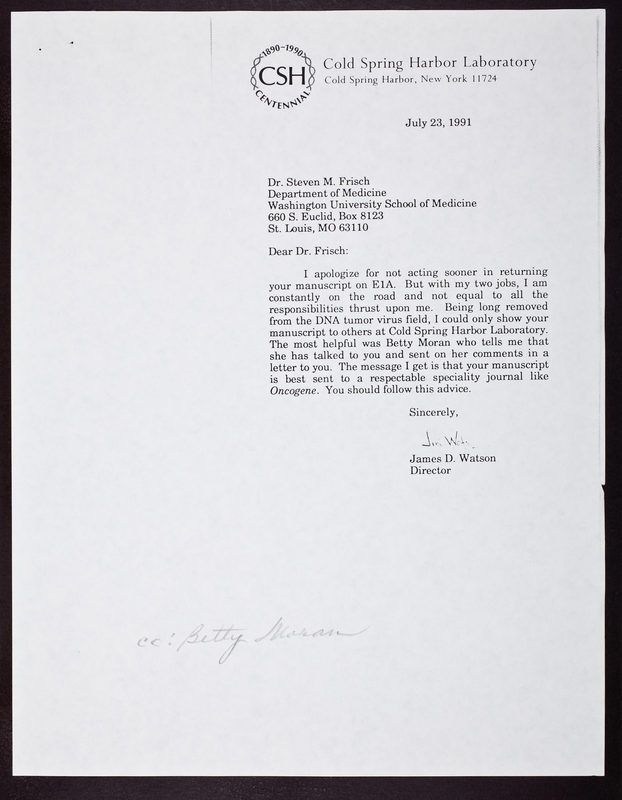 1890-1990
CSH
CENTENNIAL
Cold Spring Harbor Laboratory
Cold Spring Harbor, New York 11724
July 23, 1991
Dr. Steven M. Frisch
Department of Medicine
Washington University School of Medicine
660 S. Euclid, Box 8123
St. Louis, MO 63110
Dear Dr. Frisch:
I apologize for not acting sooner in returning
your manuscript on E1A. But with my two jobs, I am
constantly on the road and not equal to all the
responsibilities thrust upon me. Being long removed
from the DNA tumor virus field, I could only show your
manuscript to others at Cold Spring Harbor Laboratory.
The most helpful was Betty Moran who tells me that
she has talked to you and sent on her comments in a
letter to you. The message I get is that your manuscript
is best sent to a respectable speciality journal like
Oncogene. You should follow this advice.
Sincerely,
Jim Watson
James D. Watson
Director
cc: Betty Moran